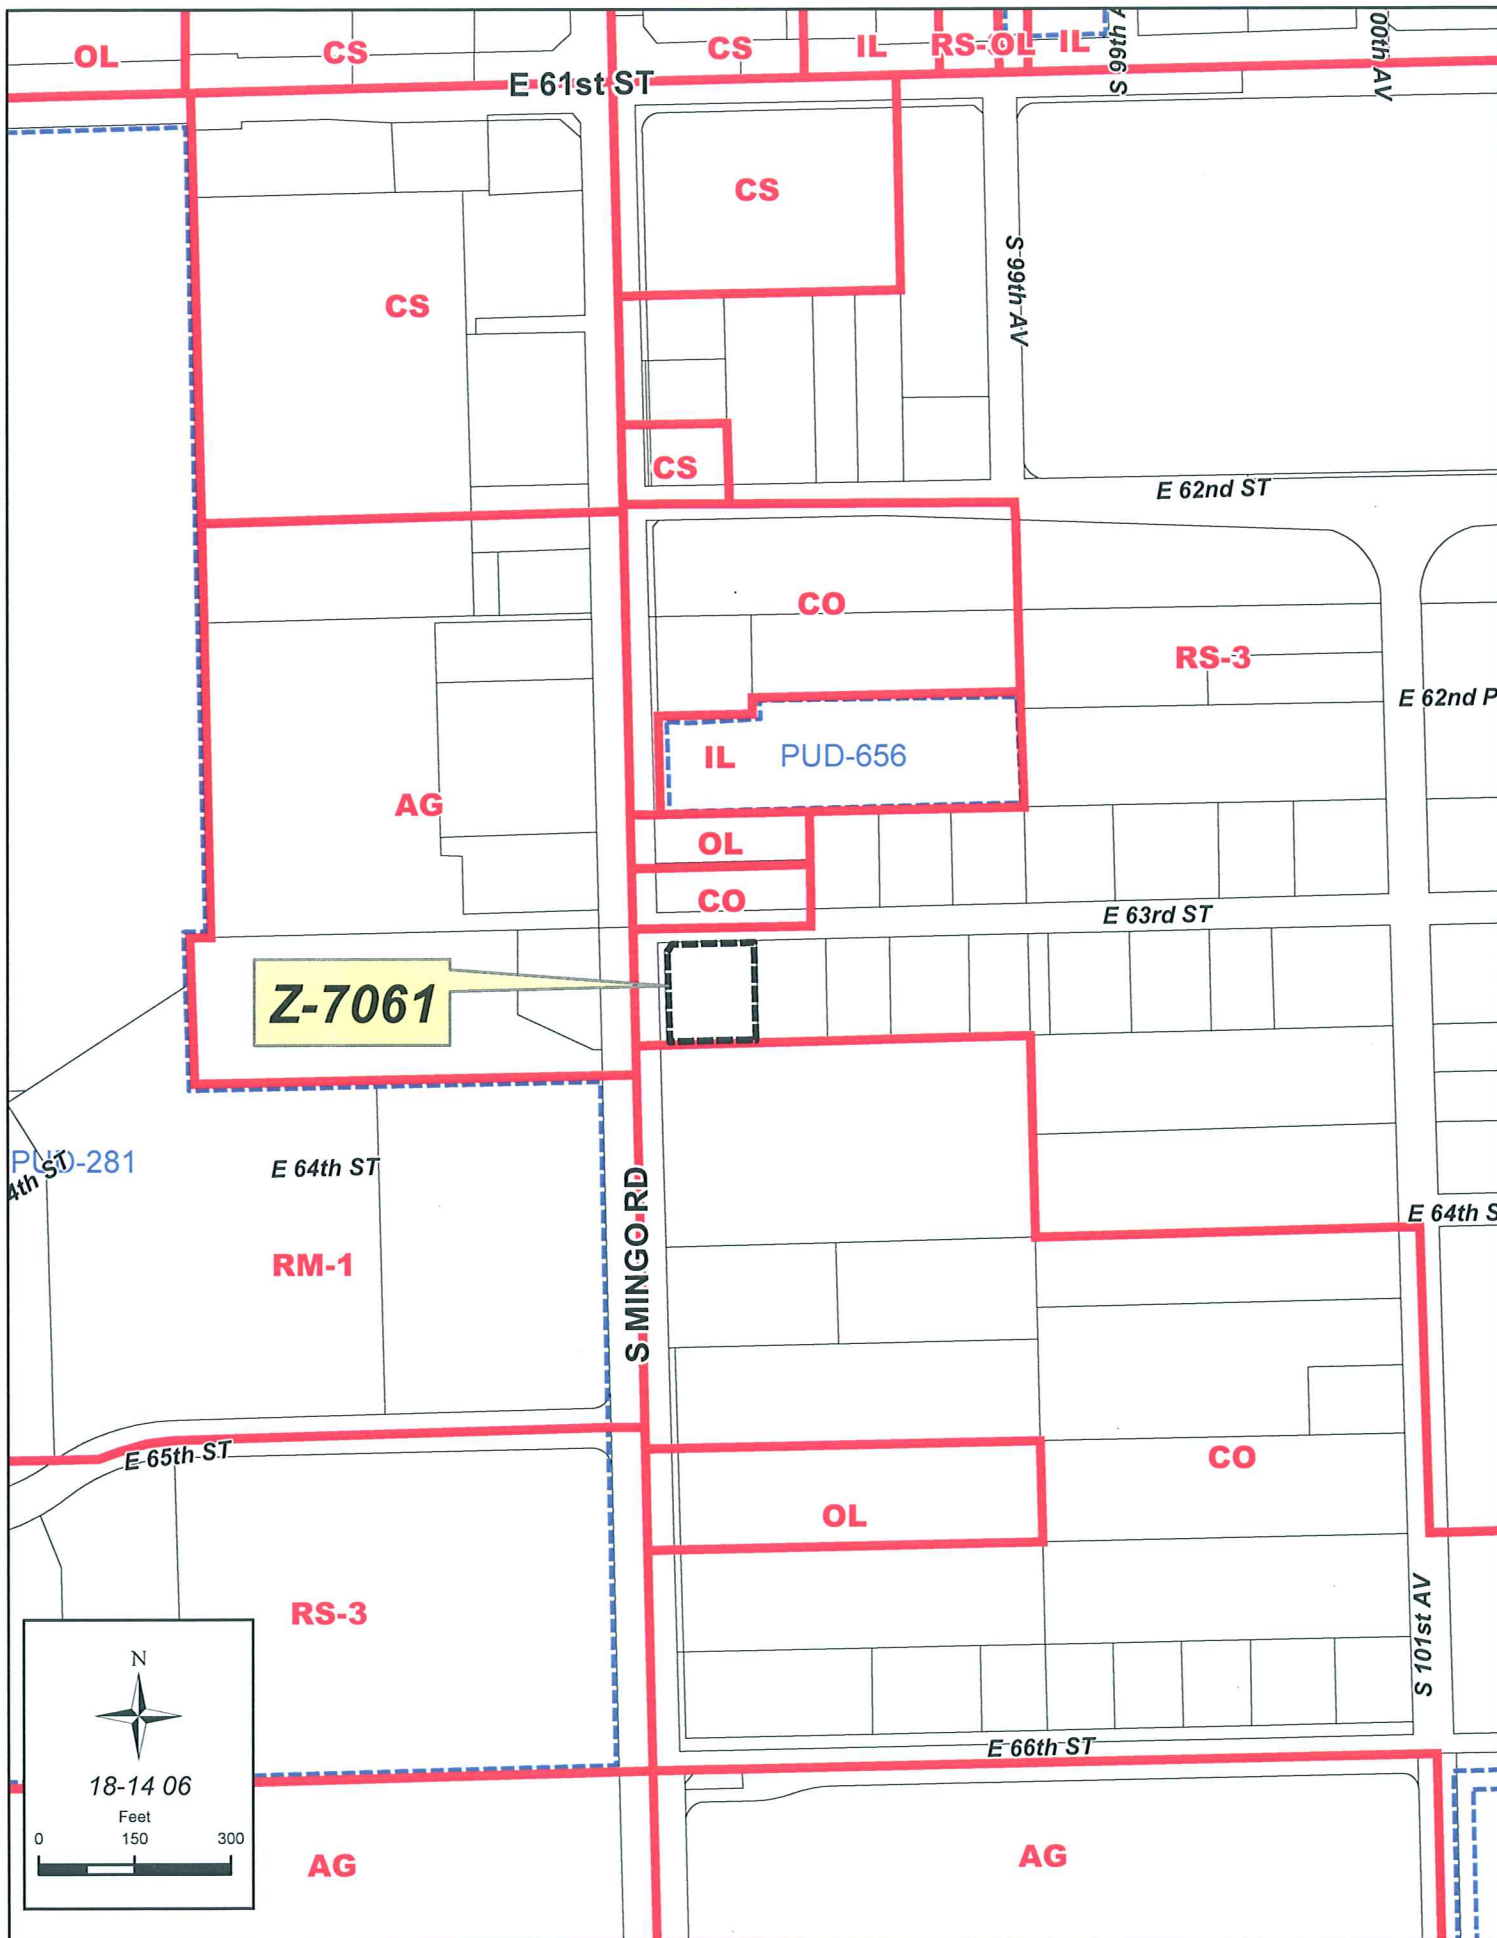 OL
CS
CS
IL
RS-
OL
IL
E 61st ST
S 99th A
00th AV
CS
CS
S 99th AV
CS
E 62nd ST
CO
RS-3
E 62nd P
IL
PUD-656
AG
OL
CO
E 63rd ST
Z-7061
PUD-281
4th ST
E 64th ST
E 64th S
RM-1
S MINGO RD
E 65th ST
CO
OL
RS-3
S 101st AV
E 66th ST
N
18-14 06
Feet
0 150 300
AG
AG